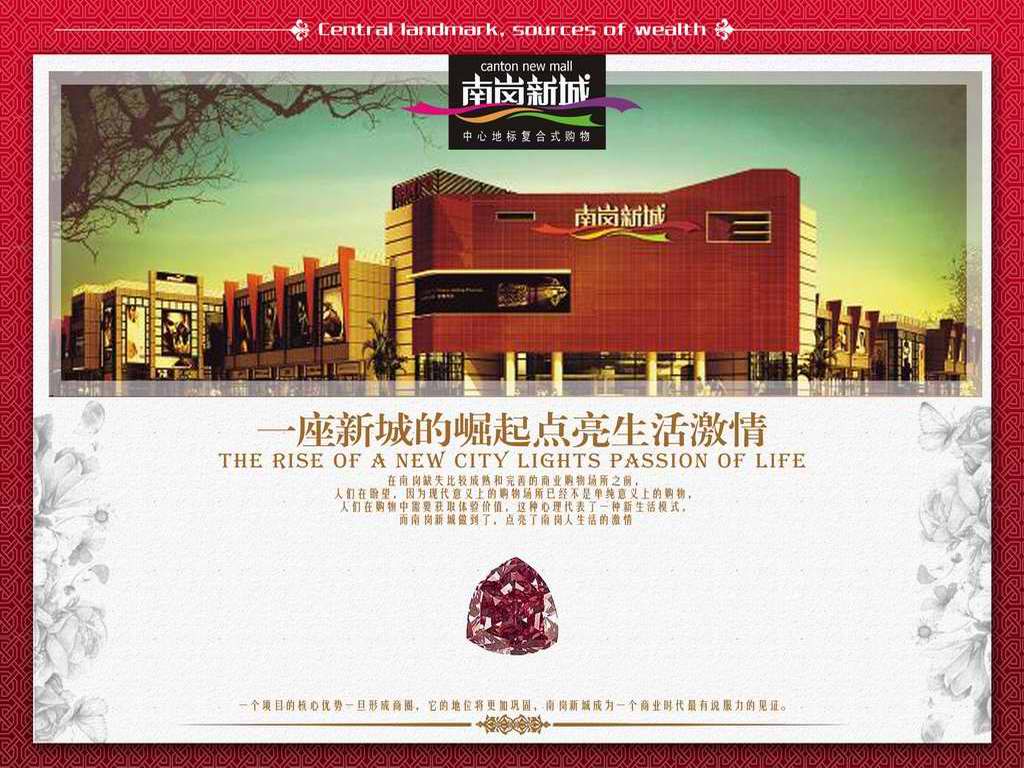 Central landmark, sources of wealth
canton new mall
南岗新城
中心地标复合式购物
南岗新城
一座新城的崛起点亮生活激情
THE RISE OF A NEW CITY LIGHTS PASSION OF LIFE
在南岗缺失比较成熟和完善的商业购物场所之前，
人们在盼望，因为现代意义上的购物场所已经不是单纯意义上的购物，
人们在购物中需要获取体验价值，这种心理代表了一种新生活模式，
而南岗新城做到了，点亮了南岗人生活的激情
一个项目的核心优势一旦形成商圈，它的地位将更加巩固，南岗新城成为一个商业时代最有说服力的见证。